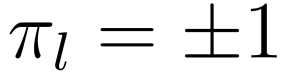 π_l = ±1